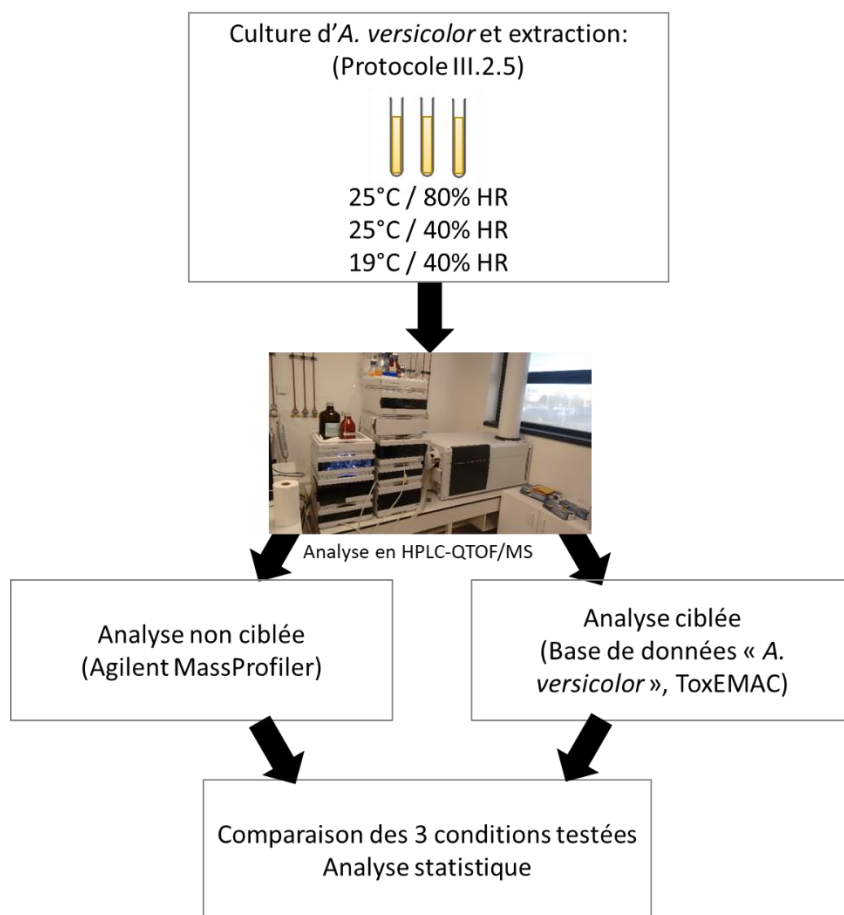 Culture d’A. versicolor et extraction:
(Protocole III.2.5)
25°C / 80% HR
25°C / 40% HR
19°C / 40% HR
Analyse en HPLC-QTOF/MS
Analyse non ciblée
(Agilent MassProfiler)
Analyse ciblée
(Base de données « A.
versicolor », ToxEMAC)
Comparaison des 3 conditions testées
Analyse statistique